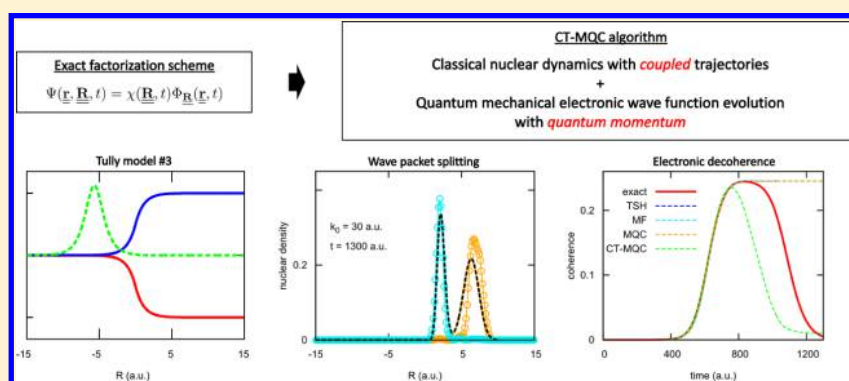 Exact factorization scheme
Ψ(r, R, t) = χ(R, t)Φ_R(r, t)
CT-MQC algorithm
Classical nuclear dynamics with coupled trajectories
+
Quantum mechanical electronic wave function evolution
with quantum momentum
Tully model #3
-15
-5
5
15
R (a.u.)
Wave packet splitting
nuclear density
0.2
0
k₀ = 30 a.u.
t = 1300 a.u.
-15
-5
5
15
R (a.u.)
Electronic decoherence
coherence
0.2
0.1
0
exact
TSH
MF
MQC
CT-MQC
0
400
800
1200
time (a.u.)